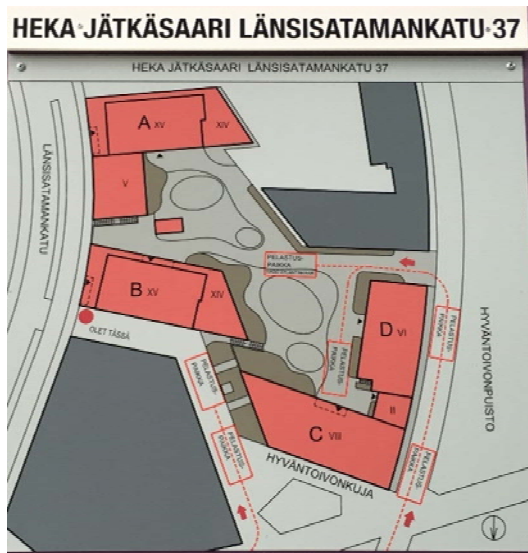 HEKA JÄTKÄSAARI LÄNSISATAMANKATU 37
HEKA JÄTKÄSAARI LÄNSISATAMANKATU 37
LÄNSISATAMANKATU
A XV
XIV
V
B XV
XIV
OLET TÄSSÄ
PELASTUS-
PAIKKA
D VI
II
C VIII
PELASTUS-
PAIKKA
PELASTUS-
PAIKKA
PELASTUS-
PAIKKA
PELASTUS-
PAIKKA
PELASTUS-
PAIKKA
HYVÄNTOIVONKUJA
HYVÄNTOIVONPUISTO